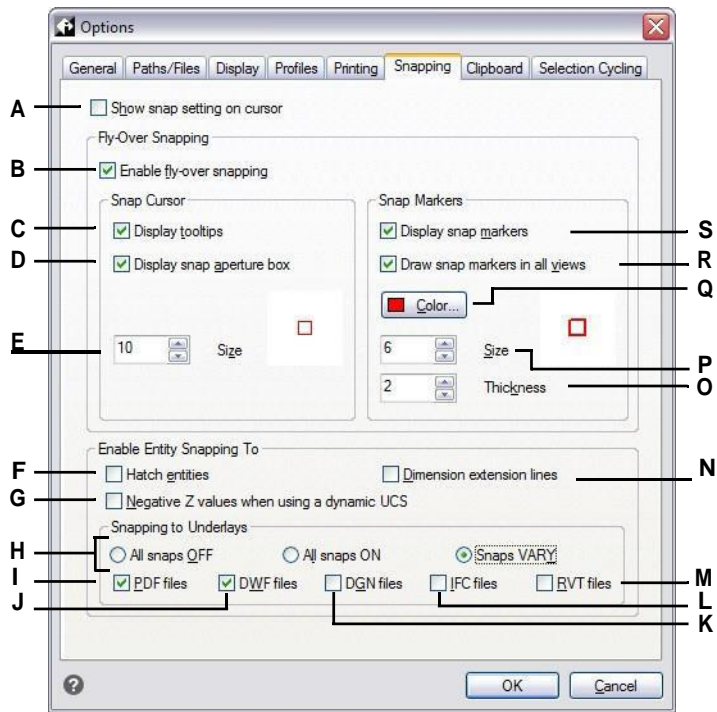 Options
General Paths/Files Display Profiles Printing Snapping Clipboard Selection Cycling
A Show snap setting on cursor
Fly-Over Snapping
B Enable fly-over snapping
Snap Cursor Snap Markers
C Display tooltips Display snap markers S
D Display snap aperture box Draw snap markers in all views R
Color... Q
E 10 Size 6 Size P
2 Thickness O
Enable Entity Snapping To
F Hatch entities Dimension extension lines N
G Negative Z values when using a dynamic UCS
Snapping to Underlays
H All snaps OFF All snaps ON Snaps VARY
I PDF files DWF files DGN files IFC files RVT files M
J L
K
? OK Cancel